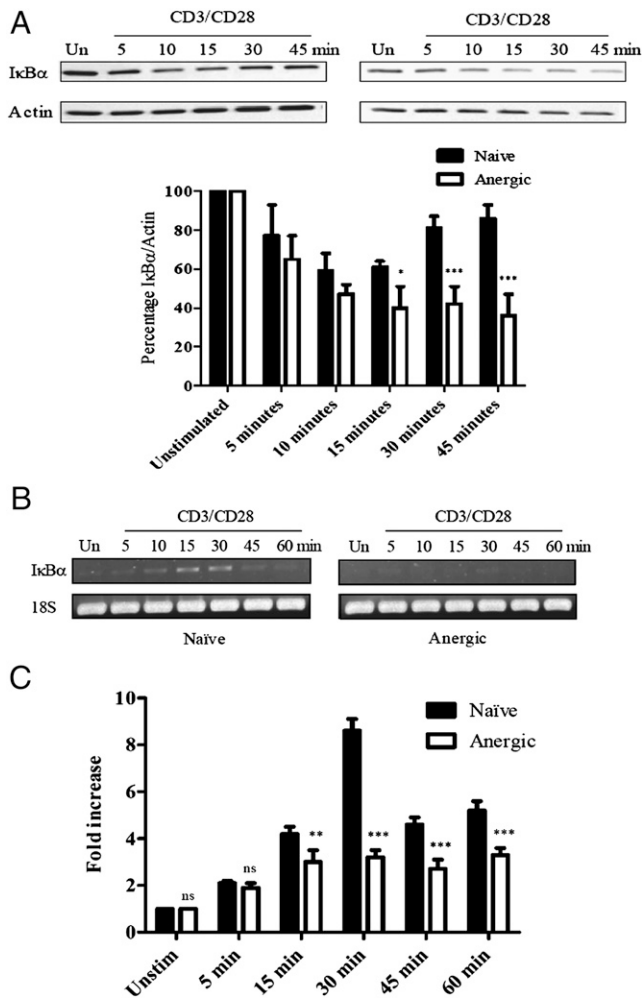 A
CD3/CD28
CD3/CD28
Un 5 10 15 30 45 min
Un 5 10 15 30 45 min
IκBα
Actin
Naive
Anergic
Percentage IκBα/Actin
100
80
60
40
20
0
* *** ***
Unstimulated
5 minutes
10 minutes
15 minutes
30 minutes
45 minutes
B
CD3/CD28
CD3/CD28
Un 5 10 15 30 45 60 min
Un 5 10 15 30 45 60 min
IκBα
18S
Naïve
Anergic
C
Naïve
Anergic
Fold increase
10
8
6
4
2
0
ns ns ** *** *** ***
Unstim
5 min
15 min
30 min
45 min
60 min